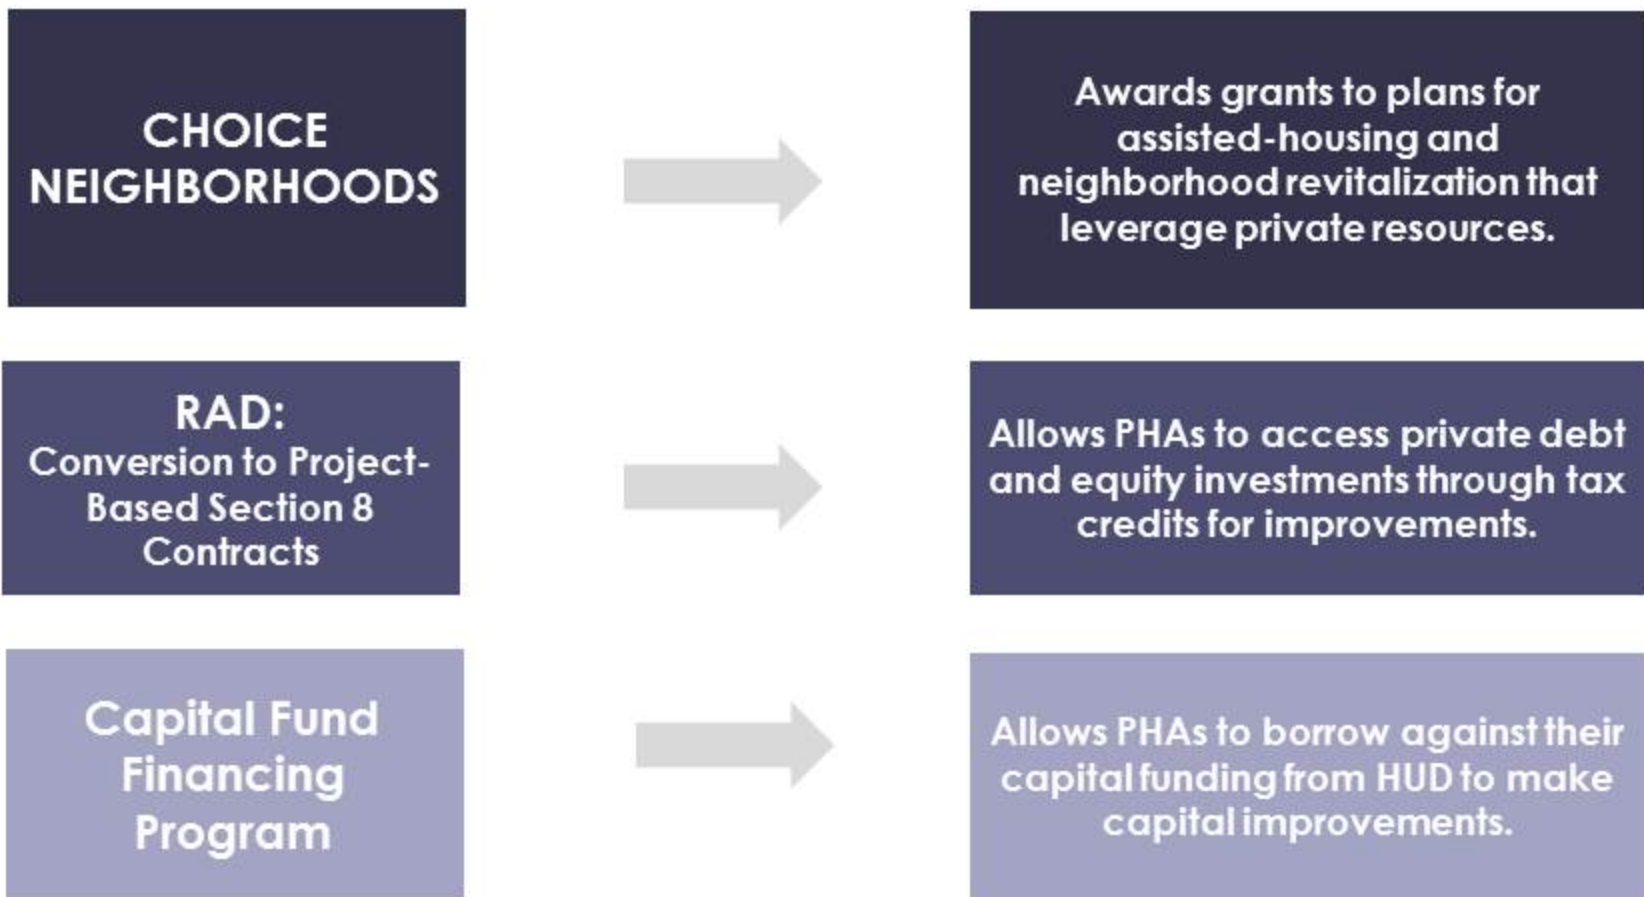 CHOICE
NEIGHBORHOODS
Awards grants to plans for
assisted-housing and
neighborhood revitalization that
leverage private resources.
RAD:
Conversion to Project-
Based Section 8
Contracts
Allows PHAs to access private debt
and equity investments through tax
credits for improvements.
Capital Fund
Financing
Program
Allows PHAs to borrow against their
capital funding from HUD to make
capital improvements.